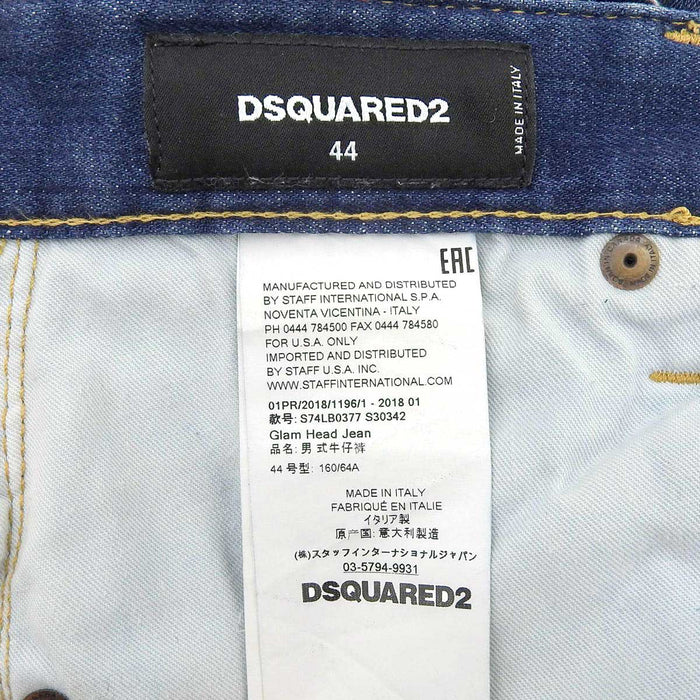 DSQUARED2
44
MADE IN ITALY
EAC
MANUFACTURED AND DISTRIBUTED
BY STAFF INTERNATIONAL S.P.A.
NOVENTA VICENTINA - ITALY
PH 0444 784500 FAX 0444 784580
FOR U.S.A. ONLY
IMPORTED AND DISTRIBUTED
BY STAFF U.S.A. INC.
WWW.STAFFINTERNATIONAL.COM
01PR/2018/1196/1 - 2018 01
款号: S74LB0377 S30342
Glam Head Jean
品名: 男式牛仔裤
44 号型: 160/64A
MADE IN ITALY
FABRIQUÉ EN ITALIE
イタリア製
原产国: 意大利製造
(株)スタッフインターナショナルジャパン
03-5794-9931
DSQUARED2